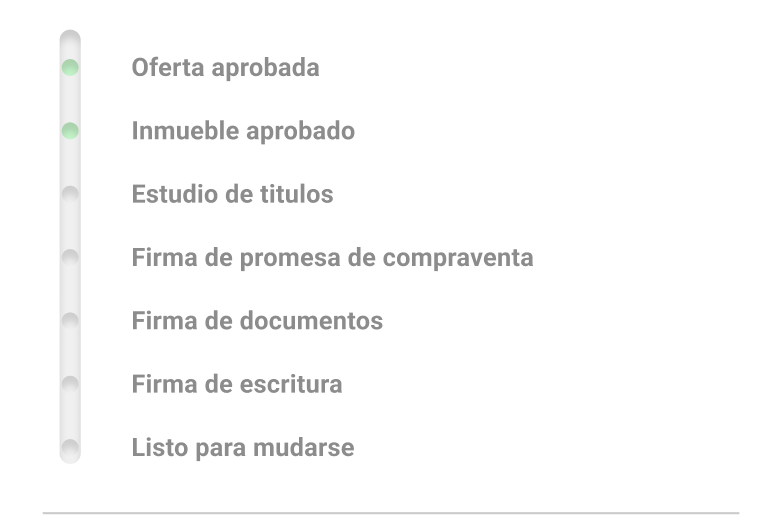 Oferta aprobada
Inmueble aprobado
Estudio de titulos
Firma de promesa de compraventa
Firma de documentos
Firma de escritura
Listo para mudarse